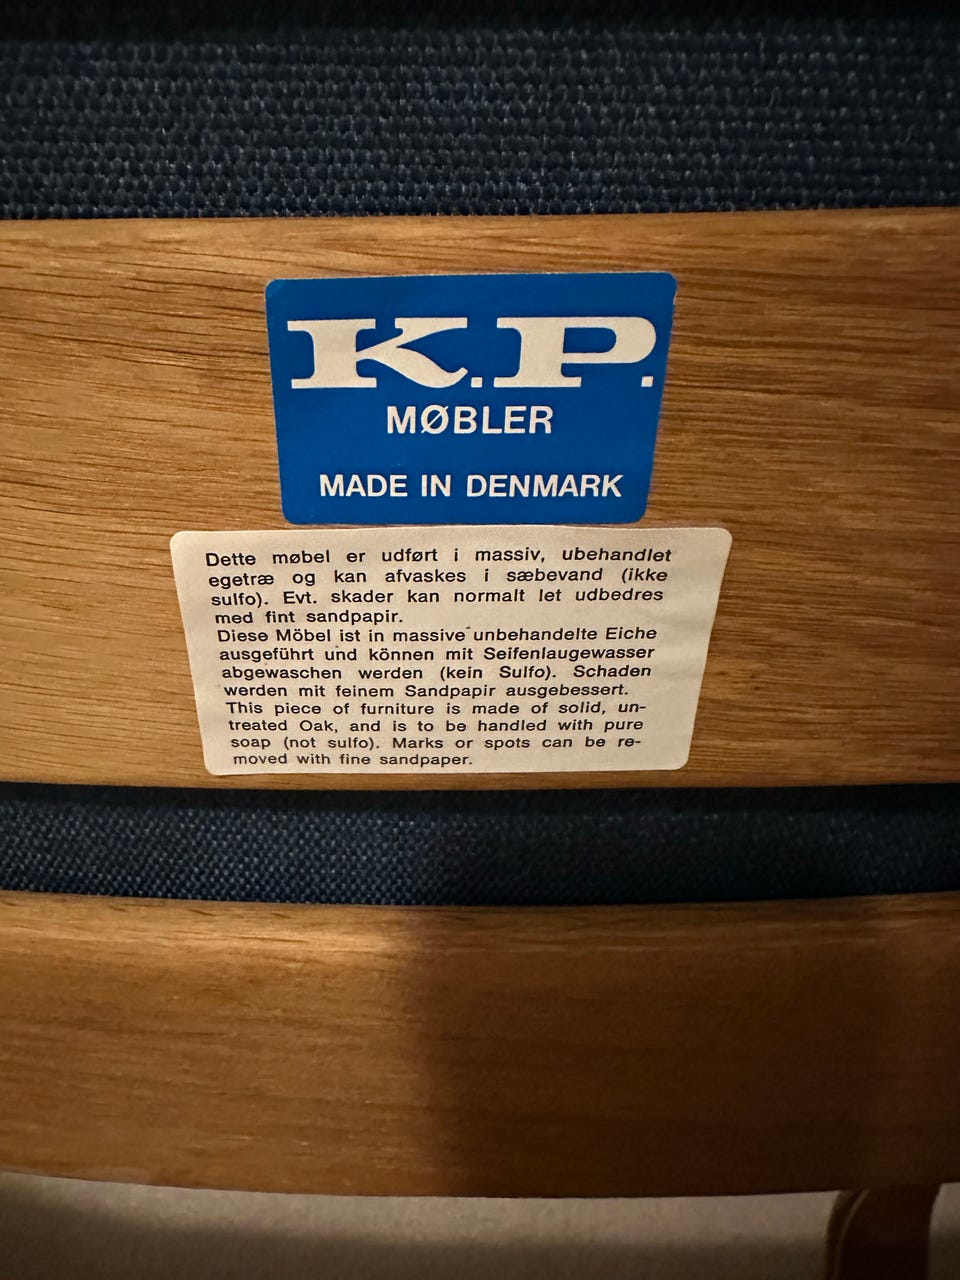 K.P.
MØBLER
MADE IN DENMARK
Dette møbel er udført i massiv, ubehandlet
egetræ og kan afvaskes i sæbevand (ikke
sulfo). Evt. skader kan normalt let udbedres
med fint sandpapir.
Diese Möbel ist in massive unbehandelte Eiche
ausgeführt und können mit Seifenlaugewasser
abgewaschen werden (kein Sulfo). Schaden
werden mit feinem Sandpapir ausgebessert.
This piece of furniture is made of solid, un-
treated Oak, and is to be handled with pure
soap (not sulfo). Marks or spots can be re-
moved with fine sandpaper.